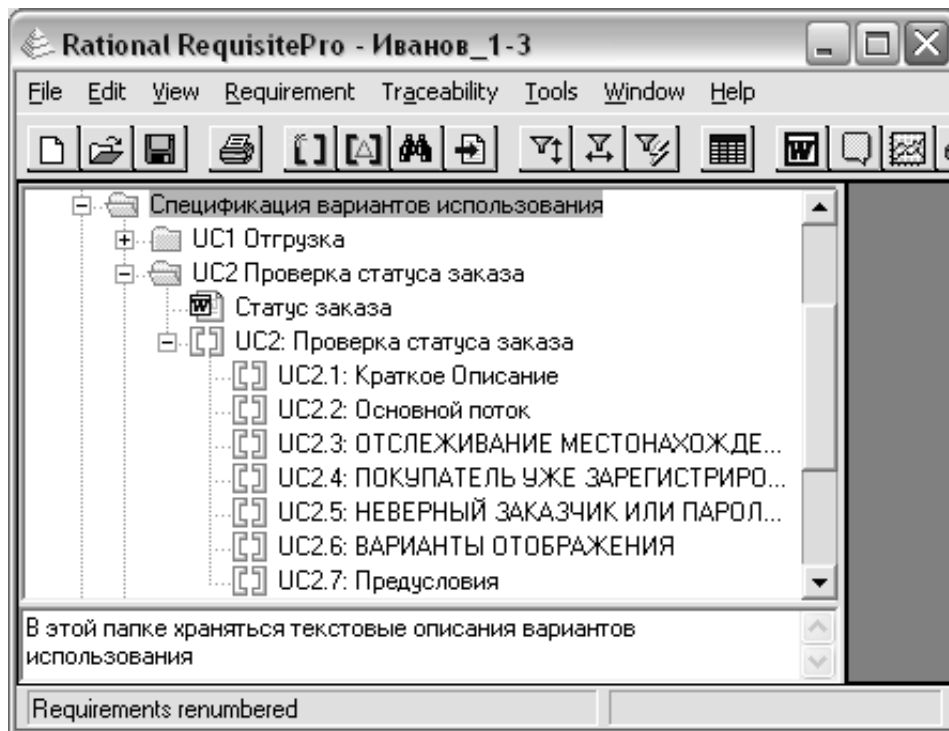 Rational RequisitePro - Иванов_1-3
File Edit View Requirement Traceability Tools Window Help
Спецификация вариантов использования
UC1 Отгрузка
UC2 Проверка статуса заказа
Статус заказа
UC2: Проверка статуса заказа
UC2.1: Краткое Описание
UC2.2: Основной поток
UC2.3: ОТСЛЕЖИВАНИЕ МЕСТОНАХОЖДЕ...
UC2.4: ПОКУПАТЕЛЬ УЖЕ ЗАРЕГИСТРИРО...
UC2.5: НЕВЕРНЫЙ ЗАКАЗЧИК ИЛИ ПАРОЛ...
UC2.6: ВАРИАНТЫ ОТОБРАЖЕНИЯ
UC2.7: Предусловия
В этой папке храняться текстовые описания вариантов
использования
Requirements renumbered